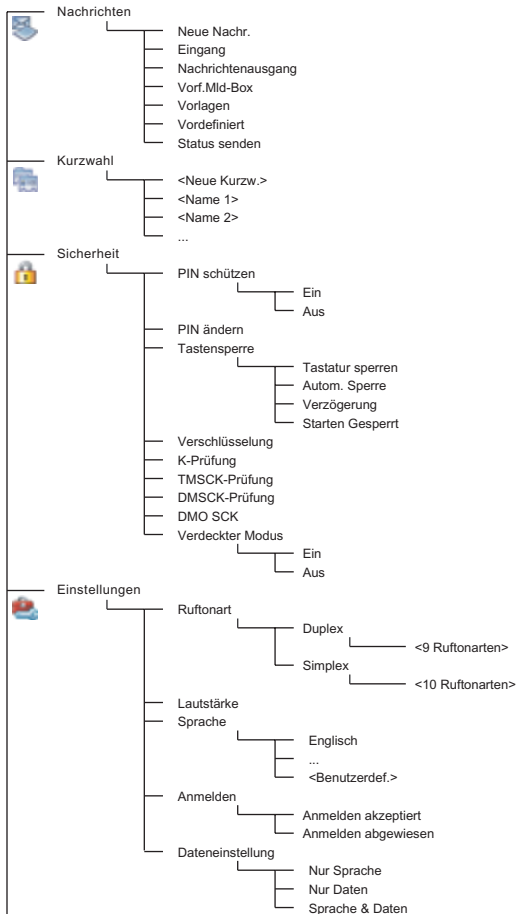 Nachrichten
Neue Nachr.
Eingang
Nachrichtenausgang
Vorf.Mld-Box
Vorlagen
Vordefiniert
Status senden
Kurzwahl
<Neue Kurzw.>
<Name 1>
<Name 2>
...
Sicherheit
PIN schützen
Ein
Aus
PIN ändern
Tastensperre
Tastatur sperren
Autom. Sperre
Verzögerung
Starten Gesperrt
Verschlüsselung
K-Prüfung
TMSCK-Prüfung
DMSCK-Prüfung
DMO SCK
Verdeckter Modus
Ein
Aus
Einstellungen
Ruftonart
Duplex
<9 Ruftonarten>
Simplex
<10 Ruftonarten>
Lautstärke
Sprache
Englisch
...
<Benutzerdef.>
Anmelden
Anmelden akzeptiert
Anmelden abgewiesen
Dateneinstellung
Nur Sprache
Nur Daten
Sprache & Daten